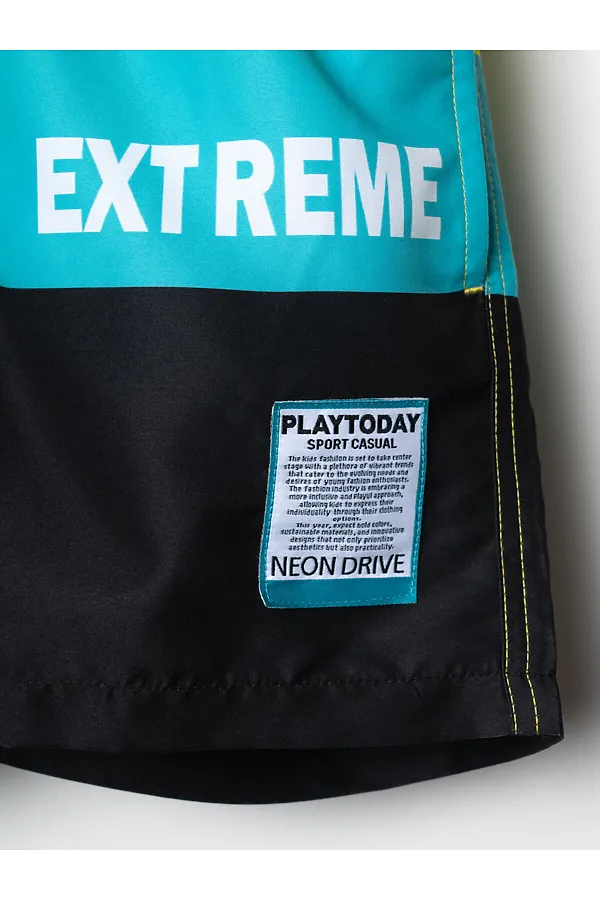 EXTREME
PLAYTODAY
SPORT CASUAL
The kids fashion is set to take center
stage with a plethora of vibrant trends
that cater to the evolving needs and
desires of young fashion enthusiasts.
The fashion industry is embracing a
more inclusive and playful approach,
allowing kids to express their
individuality through their clothing
options.
This year, expect bold colors,
sustainable materials, and innovative
designs that not only prioritize
aesthetics but also practicality.
NEON DRIVE